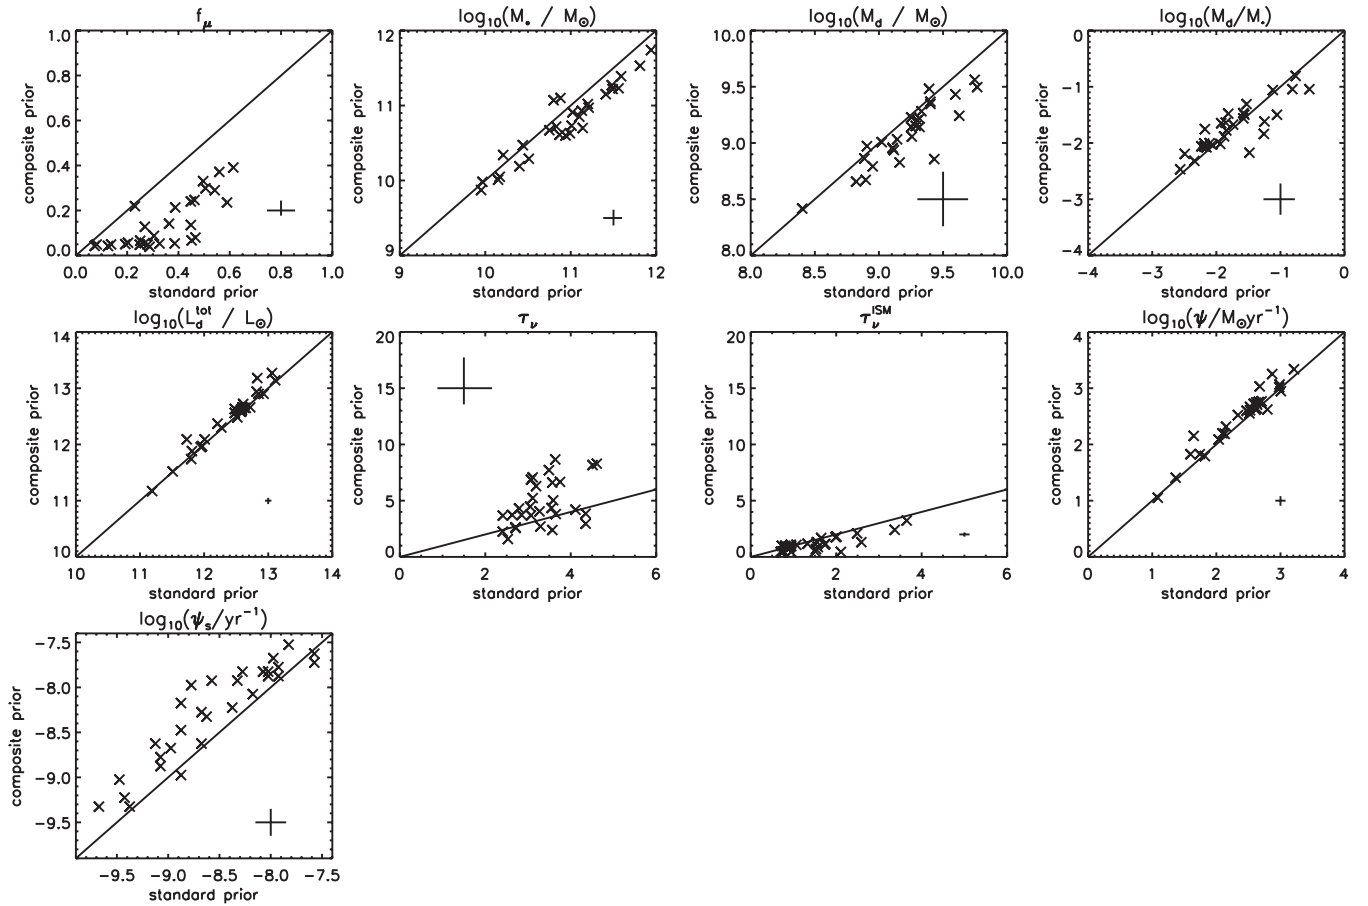 f_μ
log₁₀(M⋆ / M⊙)
log₁₀(M_d / M⊙)
log₁₀(M_d/M⋆)
1.0
0.8
0.6
0.4
0.2
0.0
composite prior
0.0 0.2 0.4 0.6 0.8 1.0
standard prior
12
11
10
9
composite prior
9 10 11 12
standard prior
10.0
9.5
9.0
8.5
8.0
composite prior
8.0 8.5 9.0 9.5 10.0
standard prior
0
−1
−2
−3
−4
composite prior
−4 −3 −2 −1 0
standard prior
log₁₀(L_d^tot / L⊙)
τ_ν
τ_ν^ISM
log₁₀(ψ/M⊙yr⁻¹)
14
13
12
11
10
composite prior
10 11 12 13 14
standard prior
20
15
10
5
0
composite prior
0 2 4 6
standard prior
20
15
10
5
0
composite prior
0 2 4 6
standard prior
4
3
2
1
0
composite prior
0 1 2 3 4
standard prior
log₁₀(ψ_s/yr⁻¹)
−7.5
−8.0
−8.5
−9.0
−9.5
composite prior
−9.5 −9.0 −8.5 −8.0 −7.5
standard prior